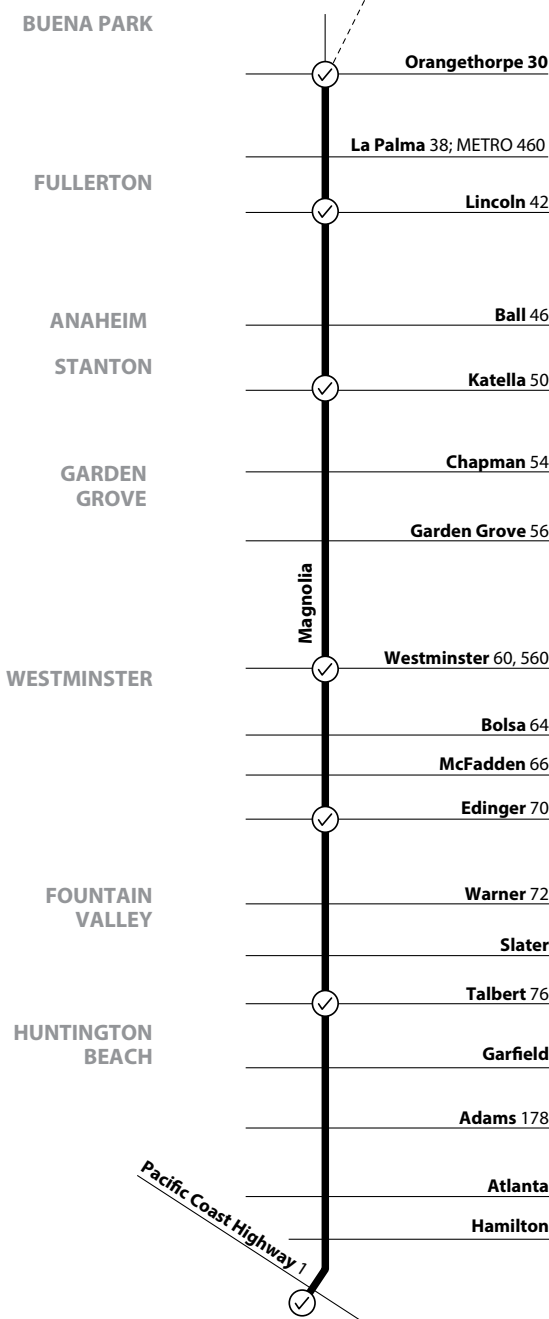 BUENA PARK
Orangethorpe 30
La Palma 38; METRO 460
FULLERTON
Lincoln 42
Ball 46
ANAHEIM
STANTON
Katella 50
Chapman 54
GARDEN
GROVE
Garden Grove 56
Magnolia
Westminster 60, 560
WESTMINSTER
Bolsa 64
McFadden 66
Edinger 70
Warner 72
FOUNTAIN
VALLEY
Slater
Talbert 76
HUNTINGTON
BEACH
Garfield
Adams 178
Atlanta
Hamilton
Pacific Coast Highway 1